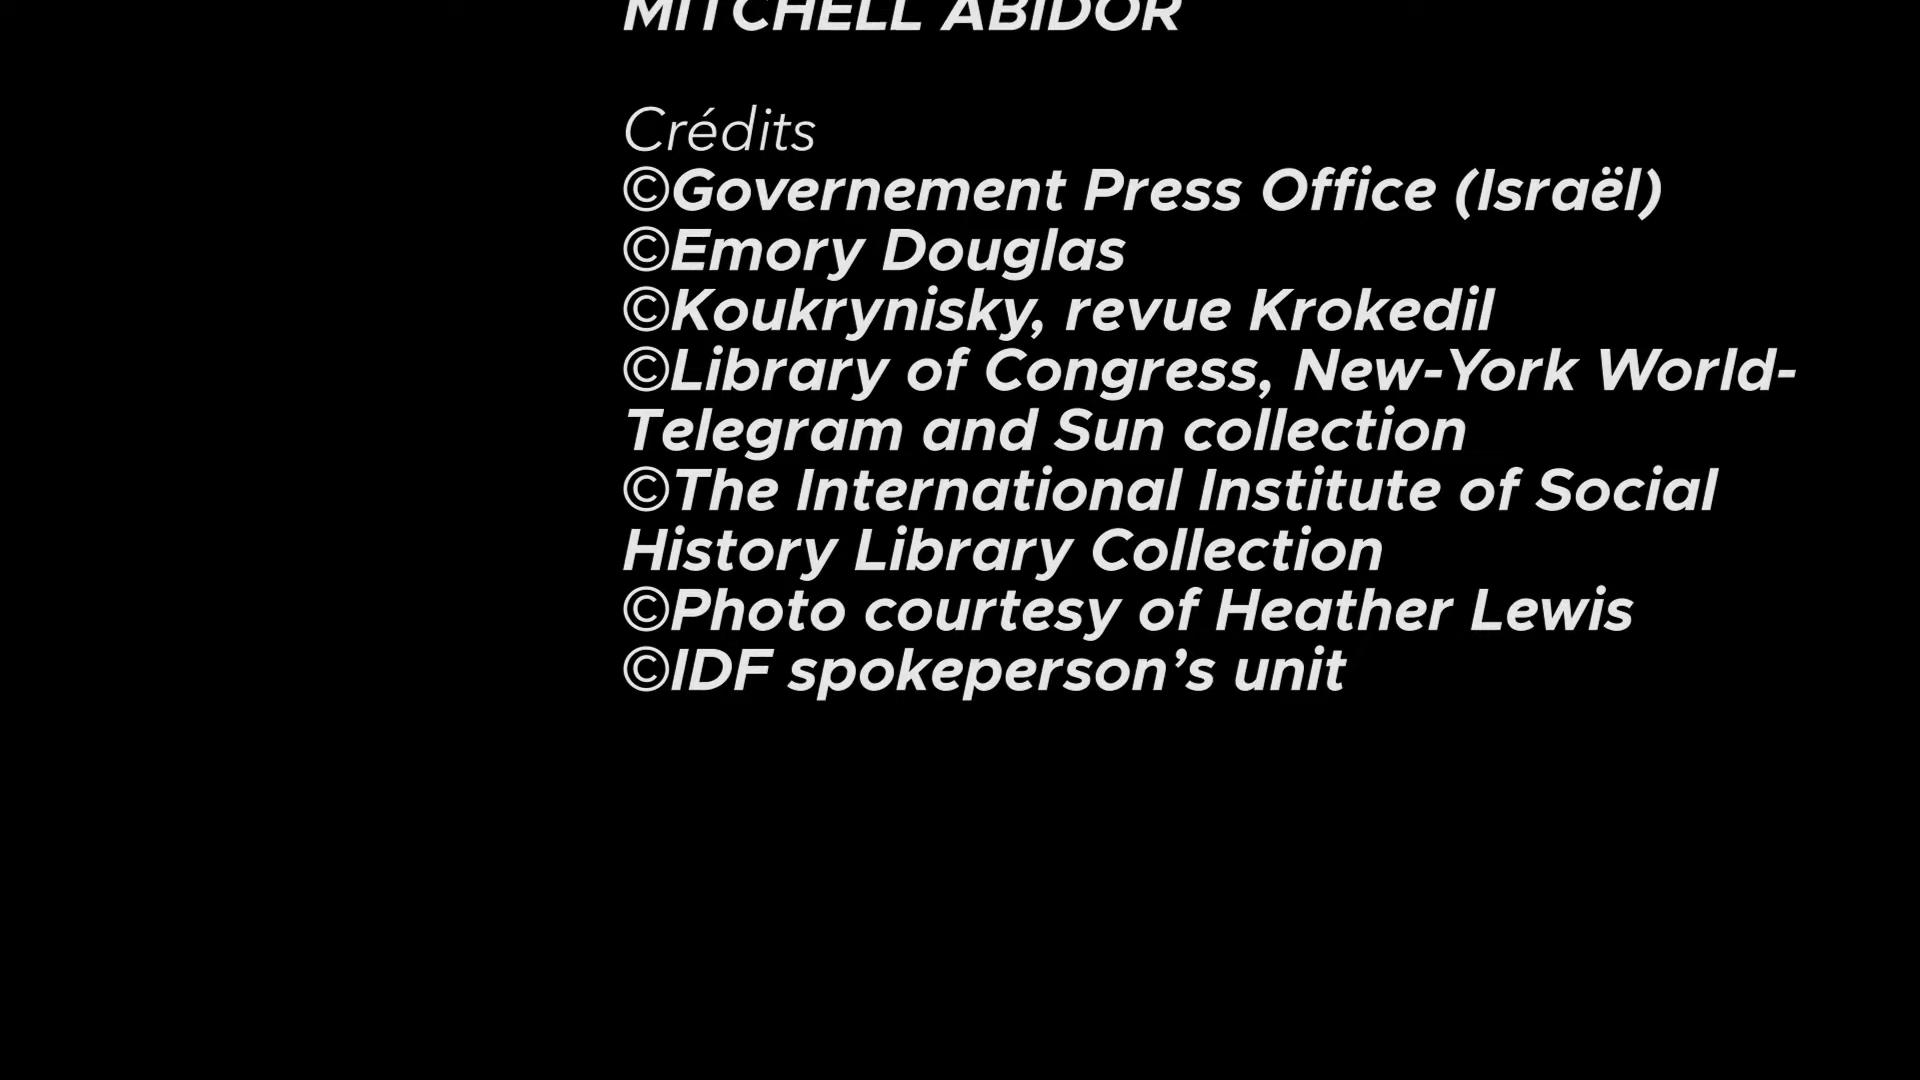 MITCHELL ABIDOR
Crédits
©Governement Press Office (Israël)
©Emory Douglas
©Koukrynisky, revue Krokedil
©Library of Congress, New-York World-
Telegram and Sun collection
©The International Institute of Social
History Library Collection
©Photo courtesy of Heather Lewis
©IDF spokeperson’s unit